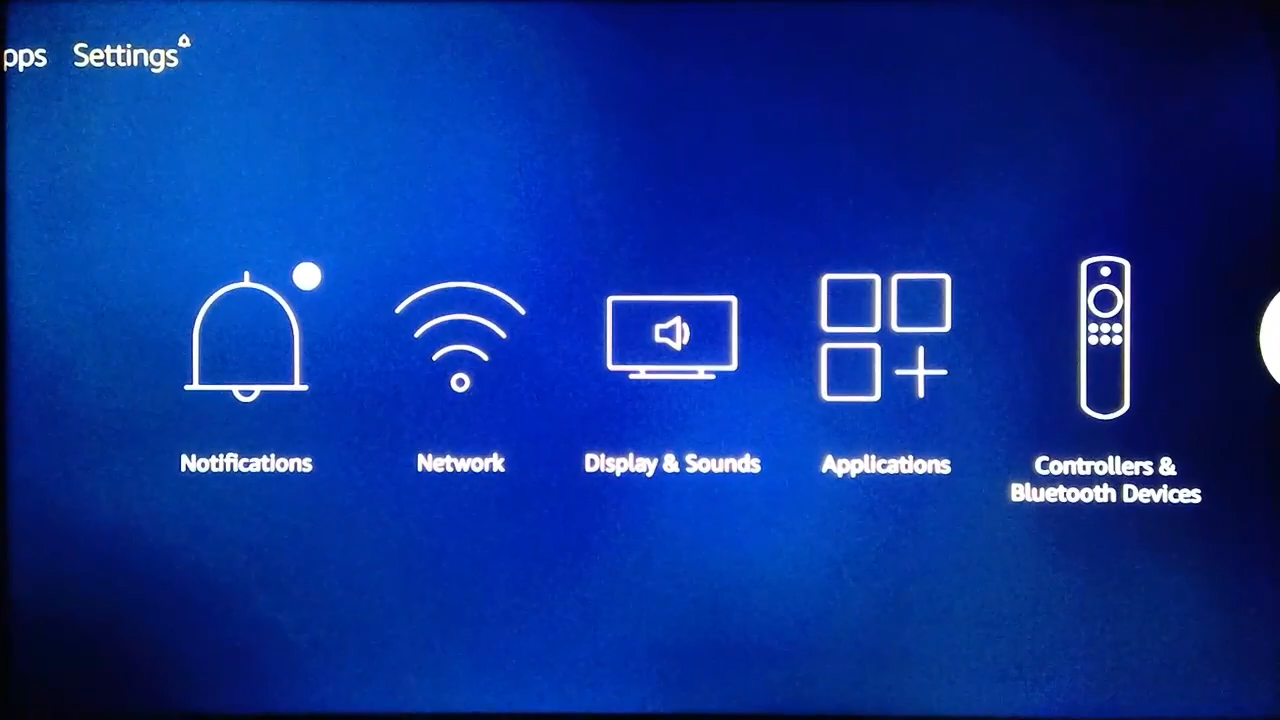 pps Settings
Notifications
Network
Display & Sounds
Applications
Controllers &
Bluetooth Devices